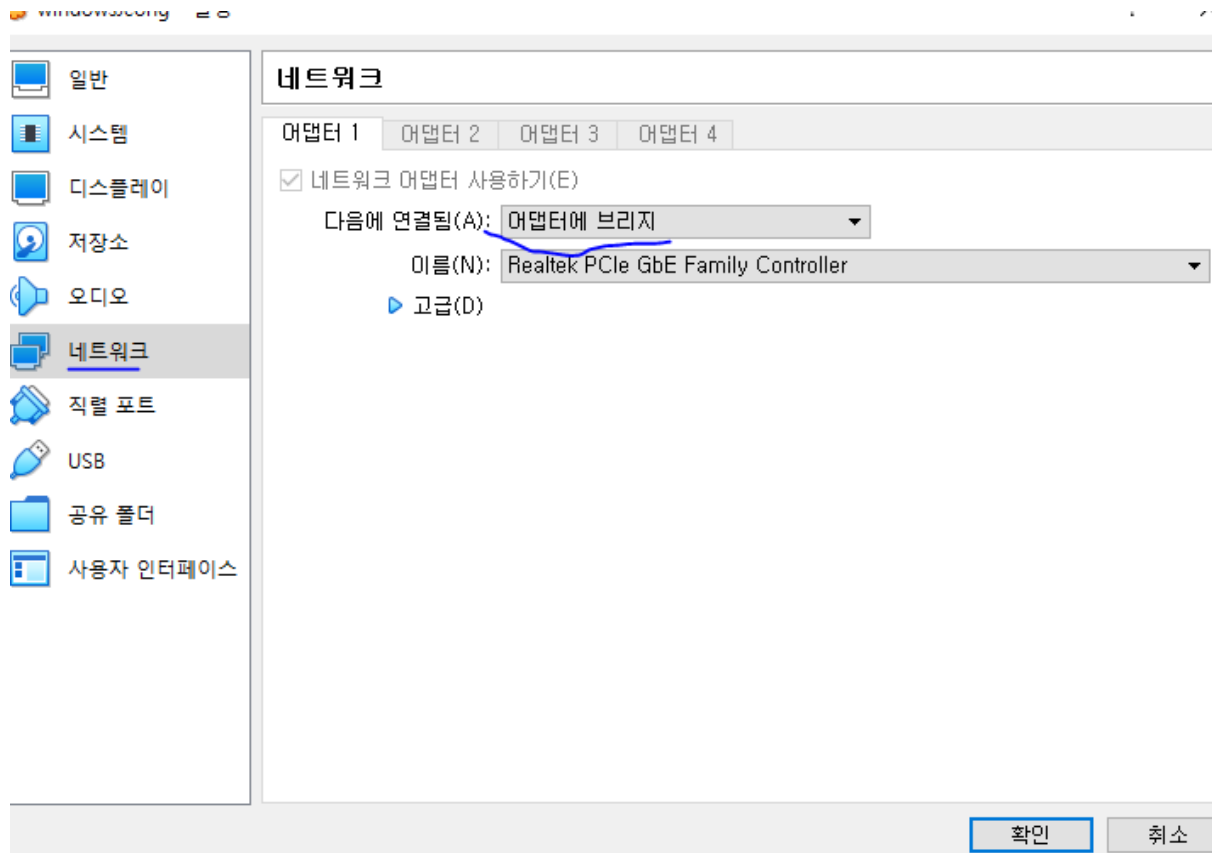 일반
시스템
디스플레이
저장소
오디오
네트워크
직렬 포트
USB
공유 폴더
사용자 인터페이스
네트워크
어댑터 1 어댑터 2 어댑터 3 어댑터 4
네트워크 어댑터 사용하기(E)
다음에 연결됨(A): 어댑터에 브리지
이름(N): Realtek PCIe GbE Family Controller
고급(D)
확인 취소